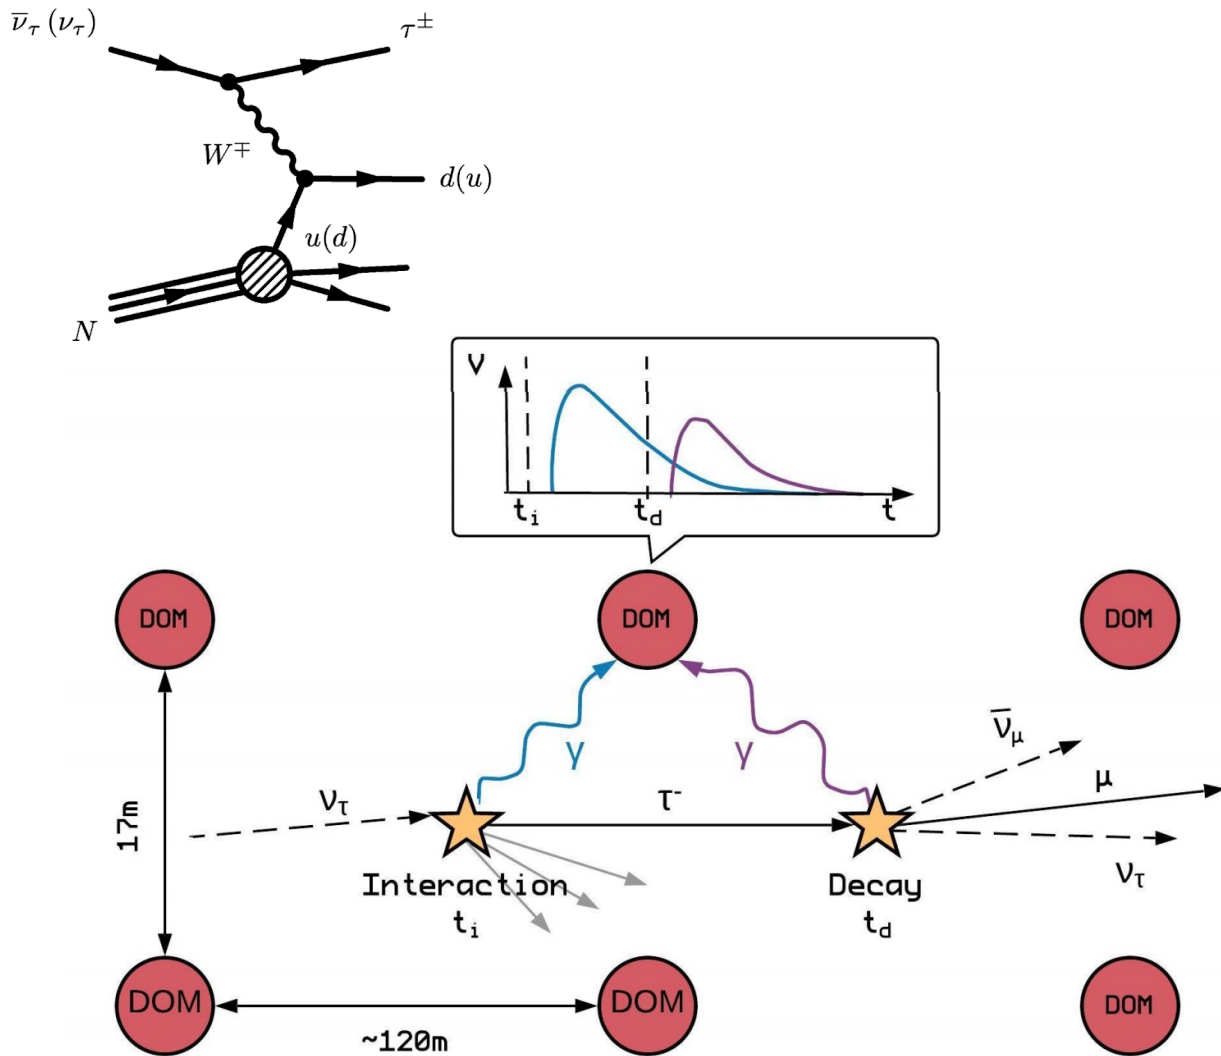 ν̅τ (ντ)
τ±
W∓
d(u)
u(d)
N
V
ti
td
t
DOM
DOM
DOM
17m
γ
γ
ν̅μ
μ
ντ
τ-
ντ
Interaction
ti
Decay
td
DOM
DOM
DOM
~120m